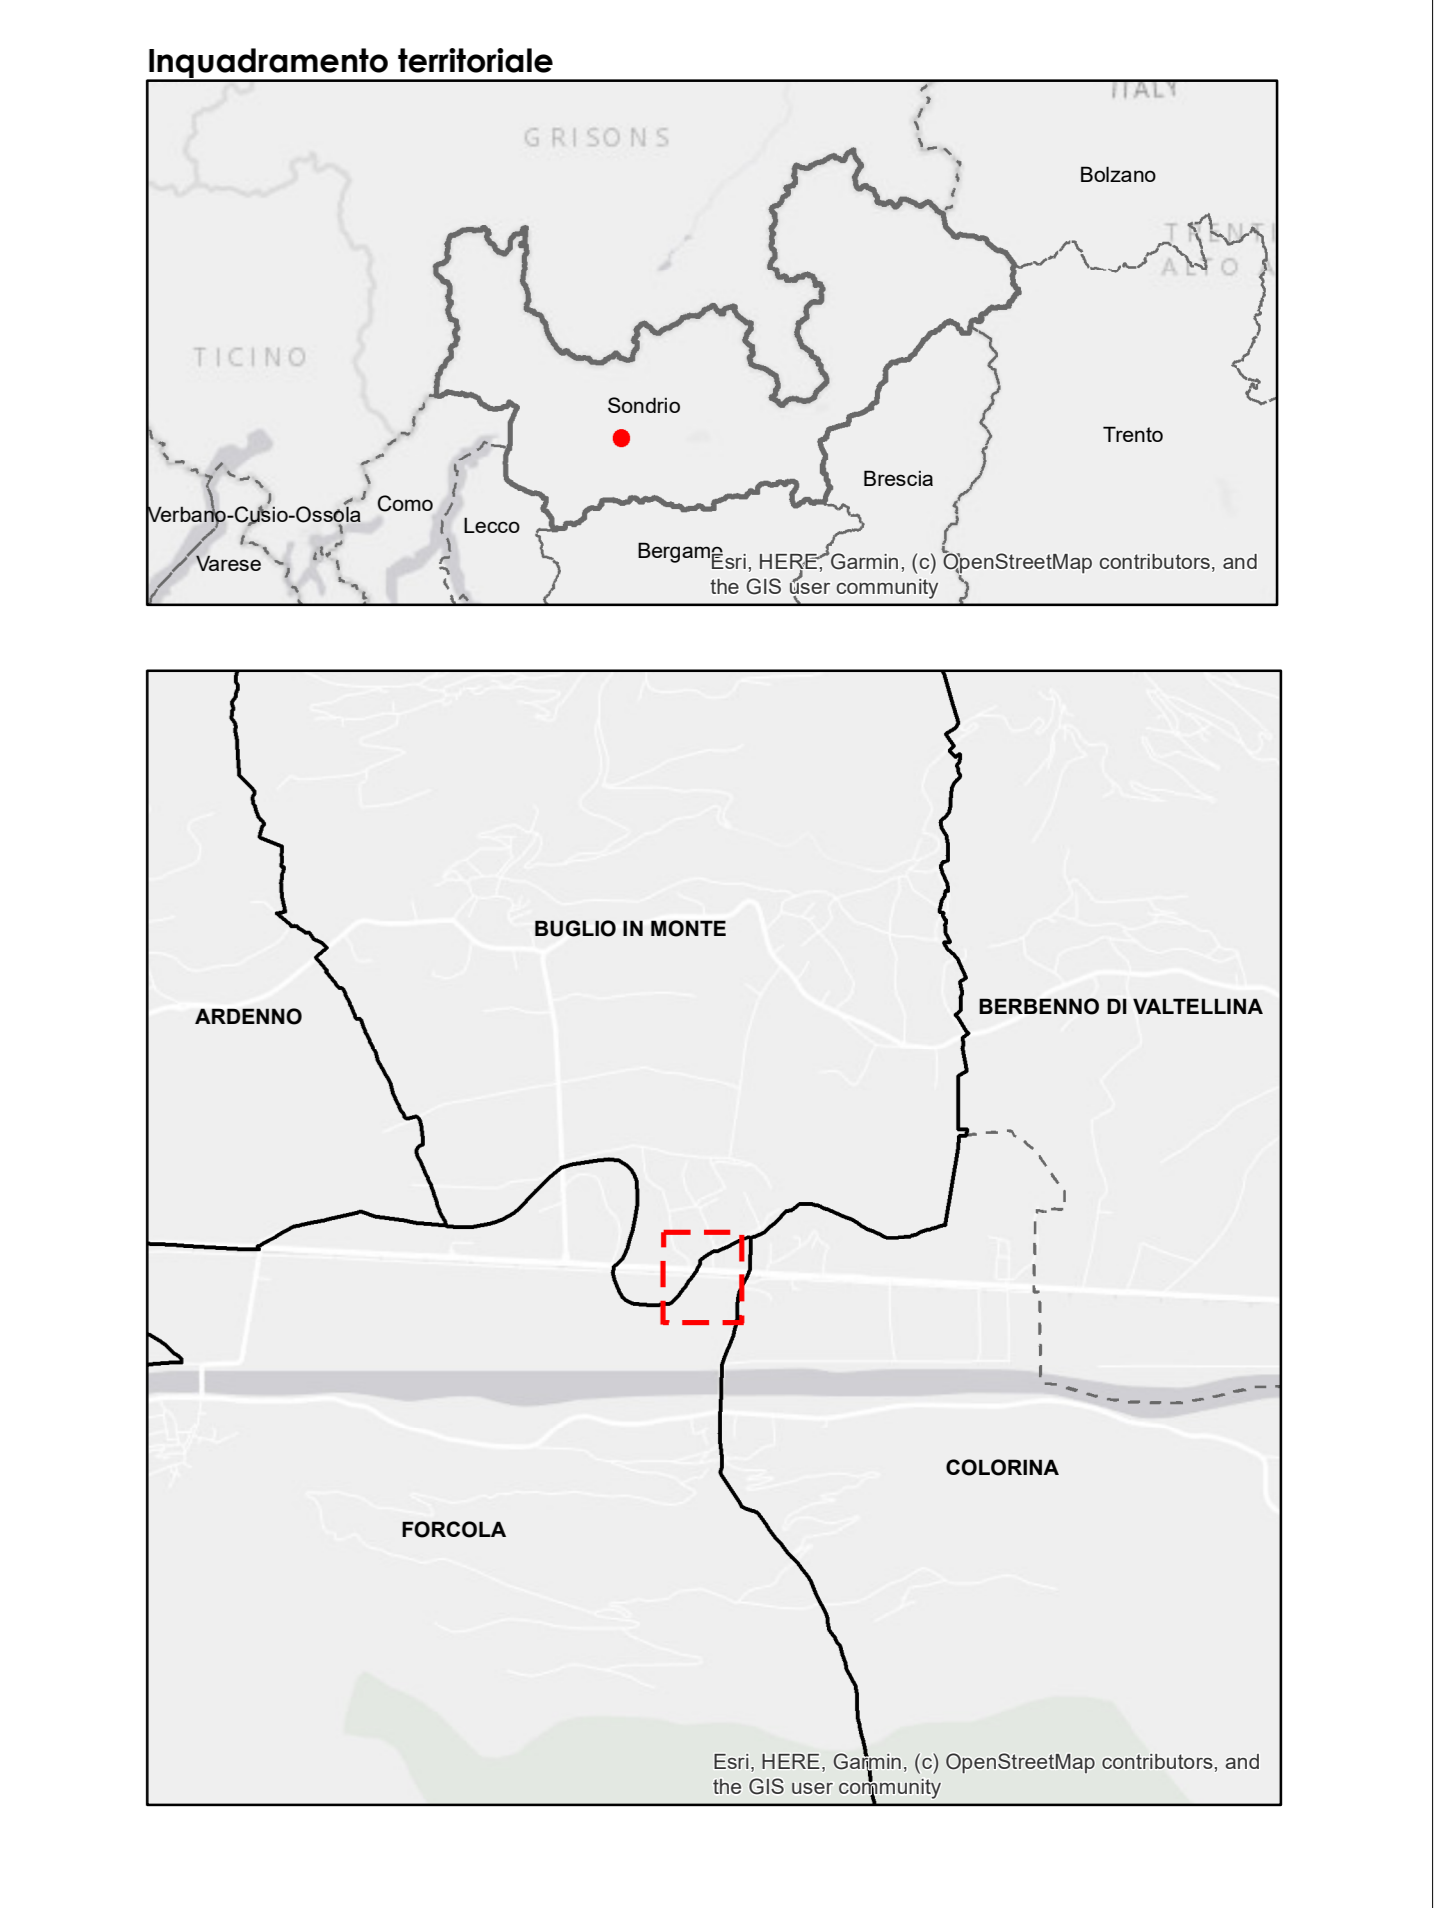 Inquadramento territoriale
ITALY
GRISONS
Bolzano
TICINO
Sondrio
Trento
Brescia
Como
Verbano-Cusio-Ossola
Lecco
Bergamo
Varese
Esri, HERE, Garmin, (c) OpenStreetMap contributors, and
the GIS user community
BUGLIO IN MONTE
BERBENNO DI VALTELLINA
ARDENNO
COLORINA
FORCOLA
Esri, HERE, Garmin, (c) OpenStreetMap contributors, and
the GIS user community